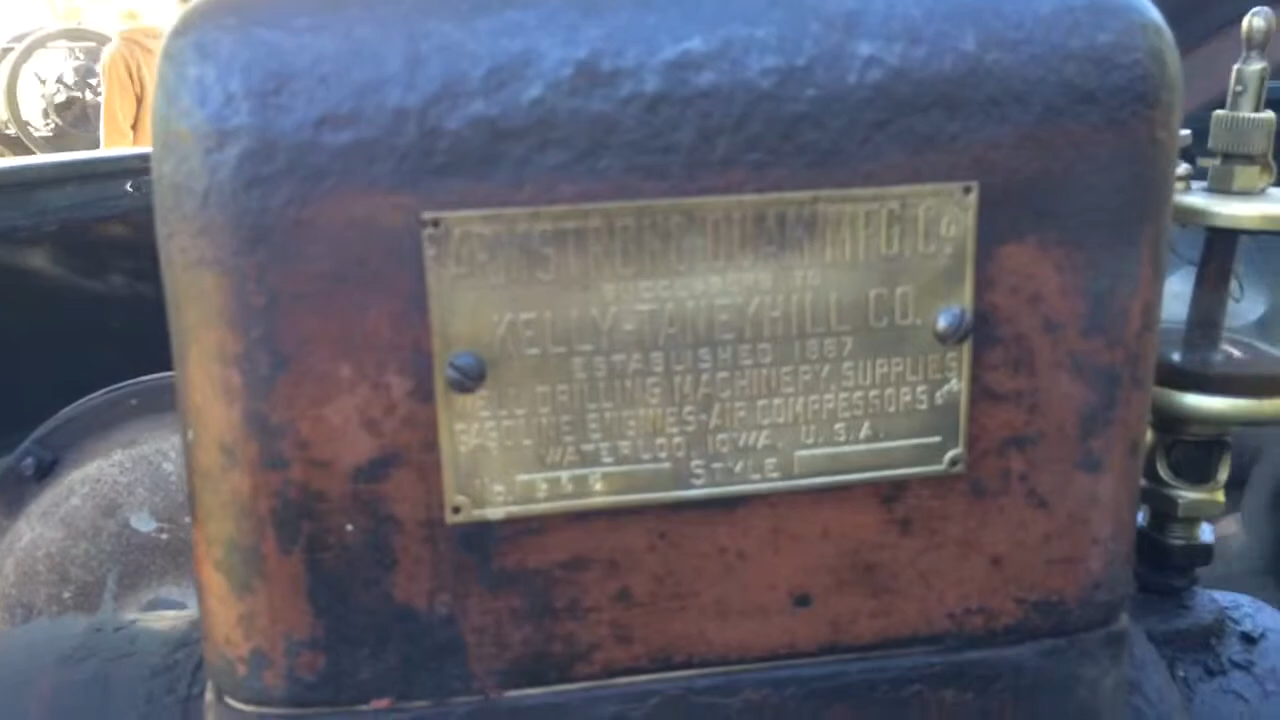 ARMSTRONG-QUAM MFG. Co.
SUCCESSORS TO
KELLY-TANEYHILL CO.
ESTABLISHED 1867
WELL DRILLING MACHINERY, SUPPLIES
GASOLINE ENGINES-AIR COMPRESSORS &c
WATERLOO, IOWA, U.S.A.
No. STYLE